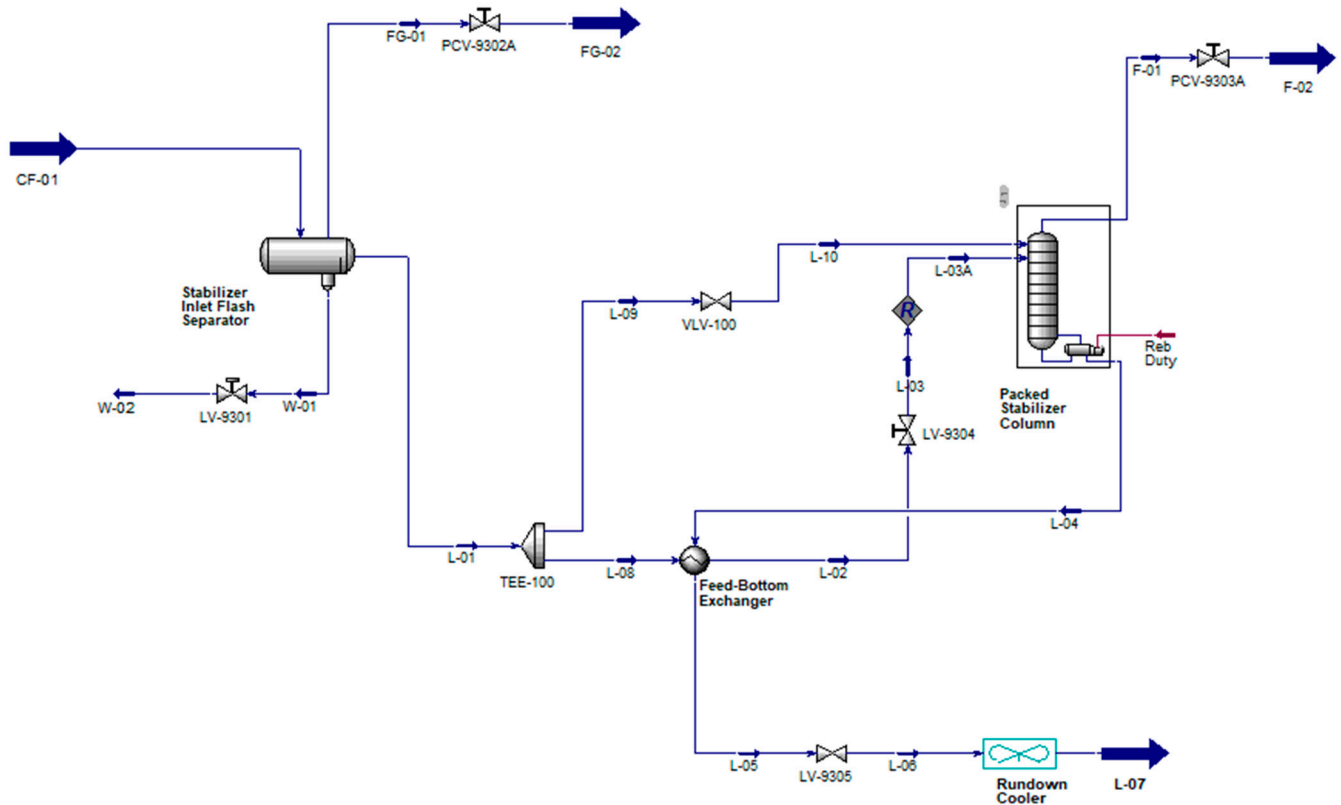 FG-01
PCV-9302A
FG-02
F-01
PCV-9303A
F-02
CF-01
Stabilizer
Inlet Flash
Separator
L-10
L-03A
L-09
VLV-100
R
Reb
Duty
W-02
LV-9301
W-01
L-03
Packed
Stabilizer
Column
LV-9304
L-04
L-01
TEE-100
L-08
L-02
Feed-Bottom
Exchanger
L-05
LV-9305
L-06
Rundown
Cooler
L-07